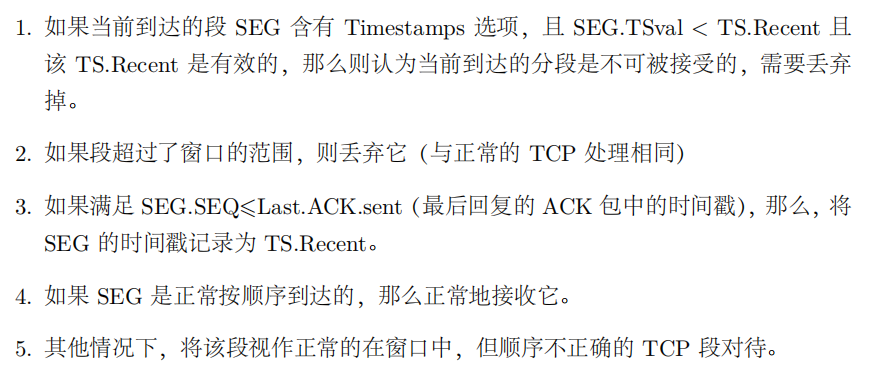 1. 如果当前到达的段 SEG 含有 Timestamps 选项，且 SEG.TSval < TS.Recent 且
该 TS.Recent 是有效的，那么则认为当前到达的分段是不可被接受的，需要丢弃
掉。
2. 如果段超过了窗口的范围，则丢弃它（与正常的 TCP 处理相同）
3. 如果满足 SEG.SEQ⩽Last.ACK.sent（最后回复的 ACK 包中的时间戳），那么，将
SEG 的时间戳记录为 TS.Recent。
4. 如果 SEG 是正常按顺序到达的，那么正常地接收它。
5. 其他情况下，将该段视作正常的在窗口中，但顺序不正确的 TCP 段对待。